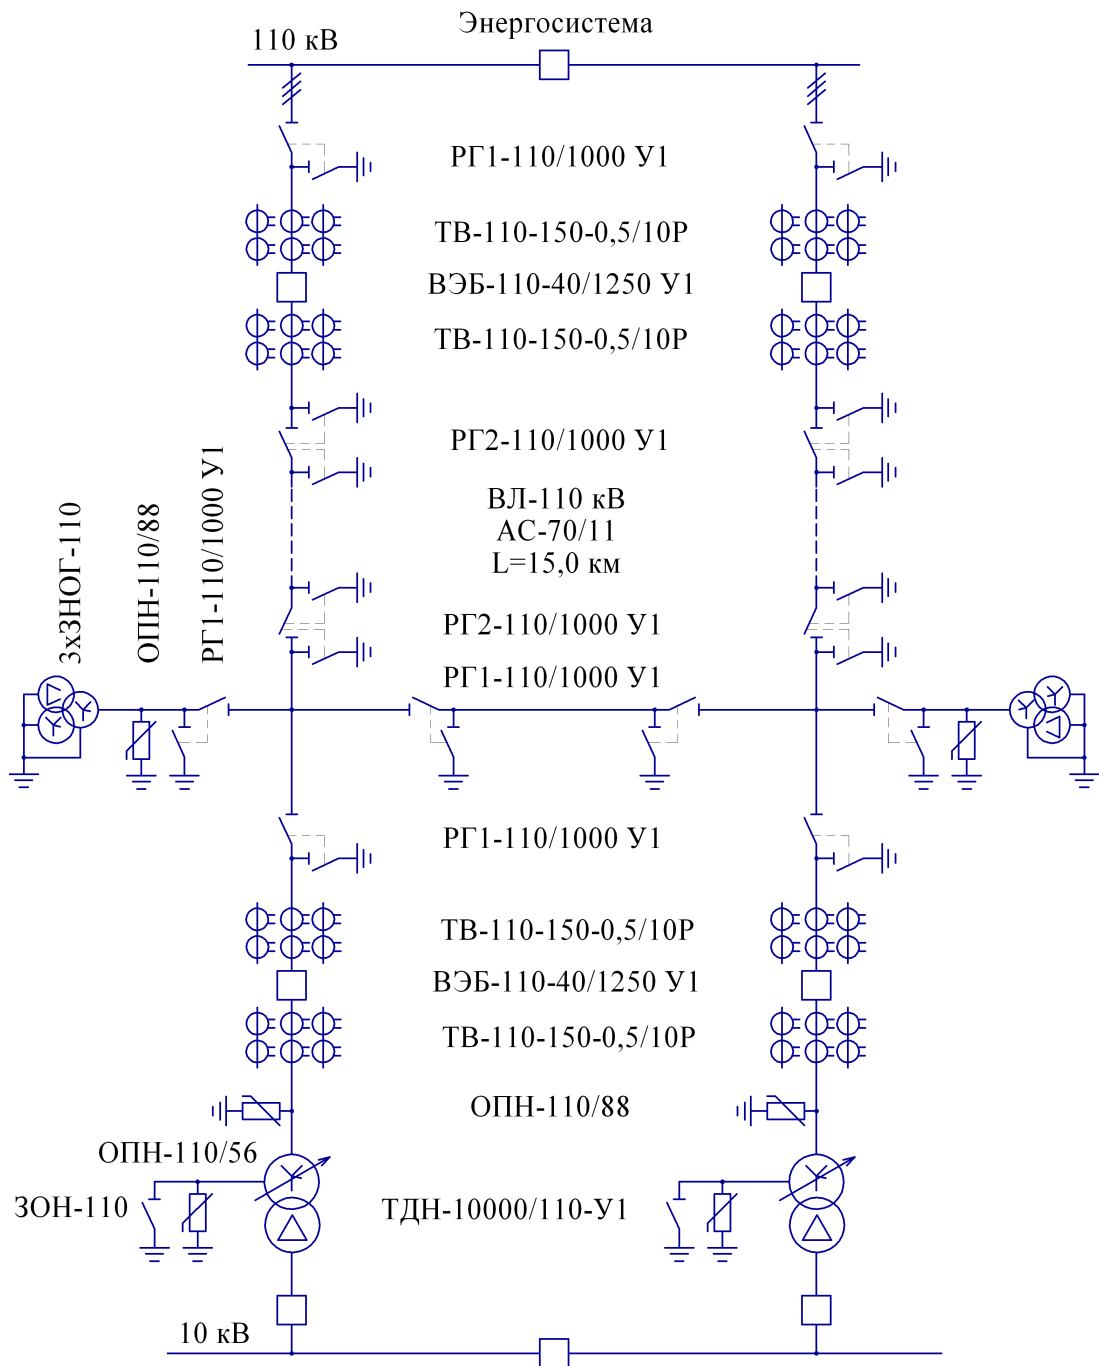 Энергосистема
110 кВ
РГ1-110/1000 У1
ТВ-110-150-0,5/10Р
ВЭБ-110-40/1250 У1
ТВ-110-150-0,5/10Р
РГ2-110/1000 У1
ВЛ-110 кВ
АС-70/11
L=15,0 км
3хЗНОГ-110
ОПН-110/88
РГ1-110/1000 У1
РГ2-110/1000 У1
РГ1-110/1000 У1
РГ1-110/1000 У1
ТВ-110-150-0,5/10Р
ВЭБ-110-40/1250 У1
ТВ-110-150-0,5/10Р
ОПН-110/88
ОПН-110/56
ЗОН-110
ТДН-10000/110-У1
10 кВ